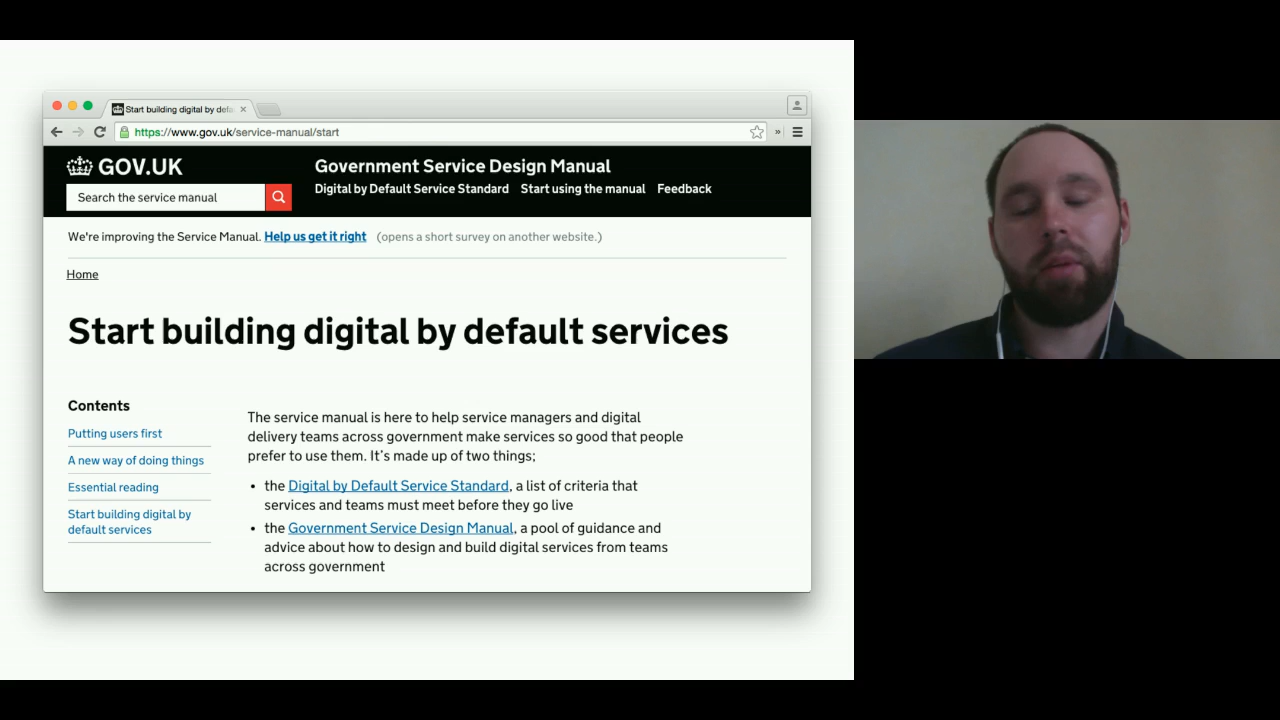 Start building digital by defa
https://www.gov.uk/service-manual/start
GOV.UK
Government Service Design Manual
Search the service manual
Digital by Default Service Standard Start using the manual Feedback
We're improving the Service Manual. Help us get it right (opens a short survey on another website.)
Home
Start building digital by default services
Contents
Putting users first
A new way of doing things
Essential reading
Start building digital by
default services
The service manual is here to help service managers and digital
delivery teams across government make services so good that people
prefer to use them. It’s made up of two things;
• the Digital by Default Service Standard, a list of criteria that
services and teams must meet before they go live
• the Government Service Design Manual, a pool of guidance and
advice about how to design and build digital services from teams
across government